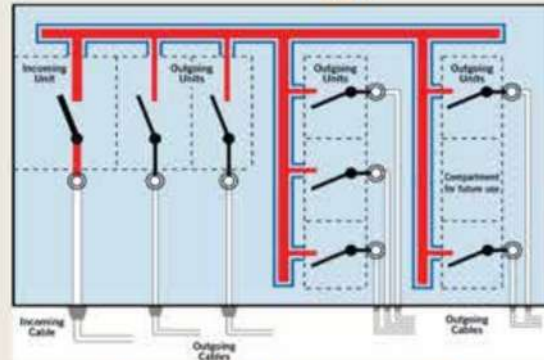 Incoming
Unit
Outgoing
Units
Outgoing
Units
Outgoing
Units
Compartment
for future use
Incoming
Cable
Outgoing
Cables
Outgoing
Cables